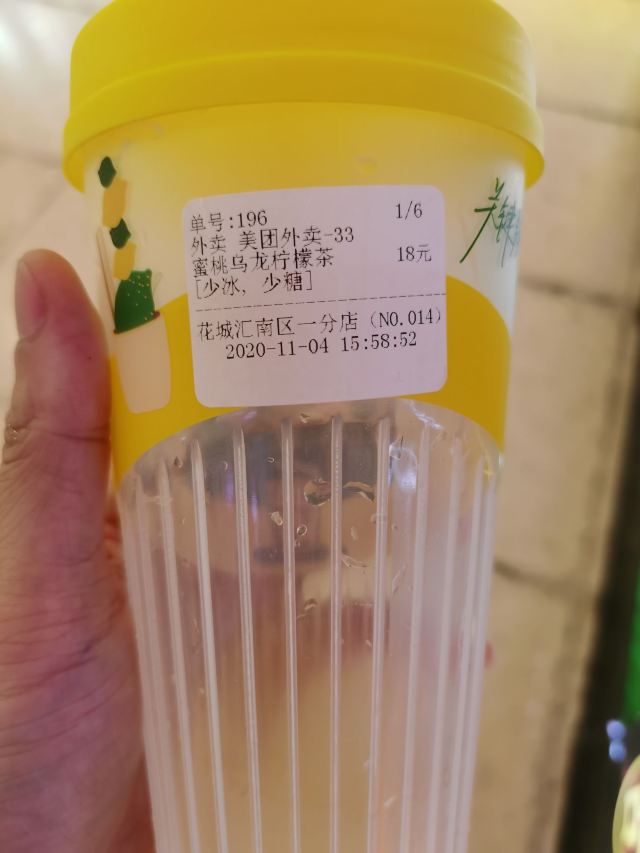 单号:196 1/6
外卖 美团外卖-33
蜜桃乌龙柠檬茶 18元
[少冰, 少糖]
花城汇南区一分店 (NO.014)
2020-11-04 15:58:52